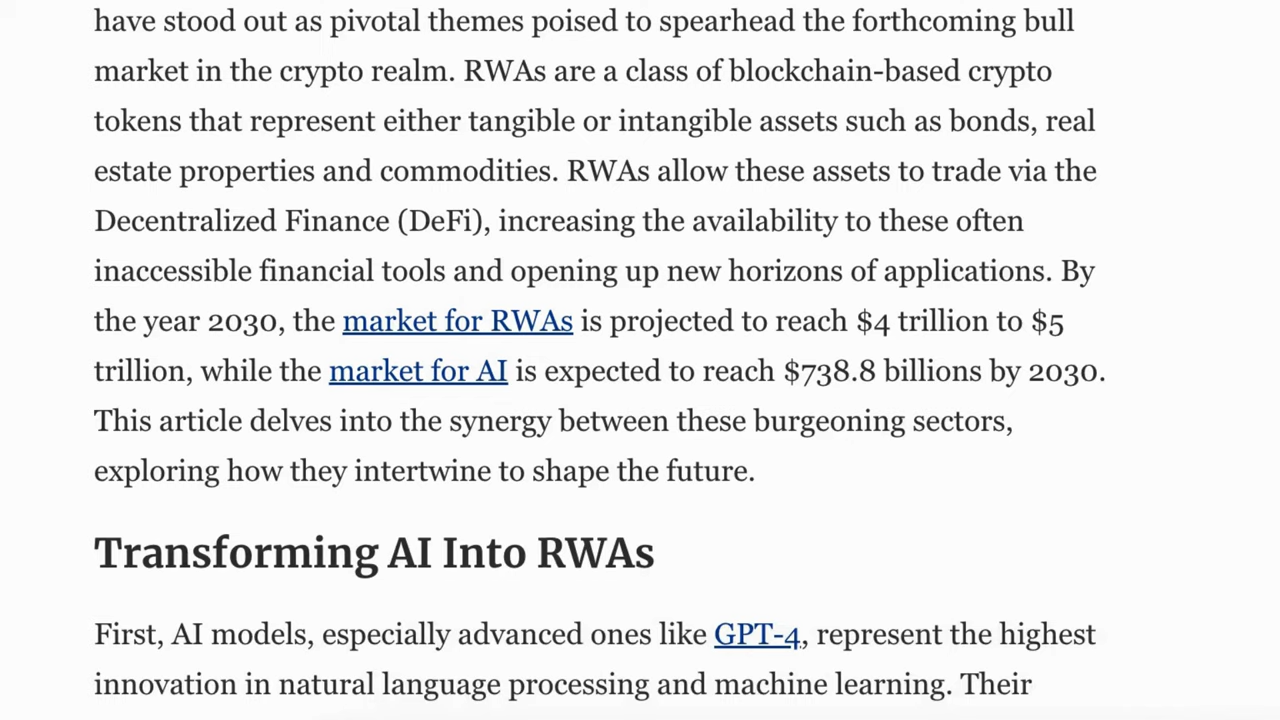 have stood out as pivotal themes poised to spearhead the forthcoming bull
market in the crypto realm. RWAs are a class of blockchain-based crypto
tokens that represent either tangible or intangible assets such as bonds, real
estate properties and commodities. RWAs allow these assets to trade via the
Decentralized Finance (DeFi), increasing the availability to these often
inaccessible financial tools and opening up new horizons of applications. By
the year 2030, the market for RWAs is projected to reach $4 trillion to $5
trillion, while the market for AI is expected to reach $738.8 billions by 2030.
This article delves into the synergy between these burgeoning sectors,
exploring how they intertwine to shape the future.
Transforming AI Into RWAs
First, AI models, especially advanced ones like GPT-4, represent the highest
innovation in natural language processing and machine learning. Their